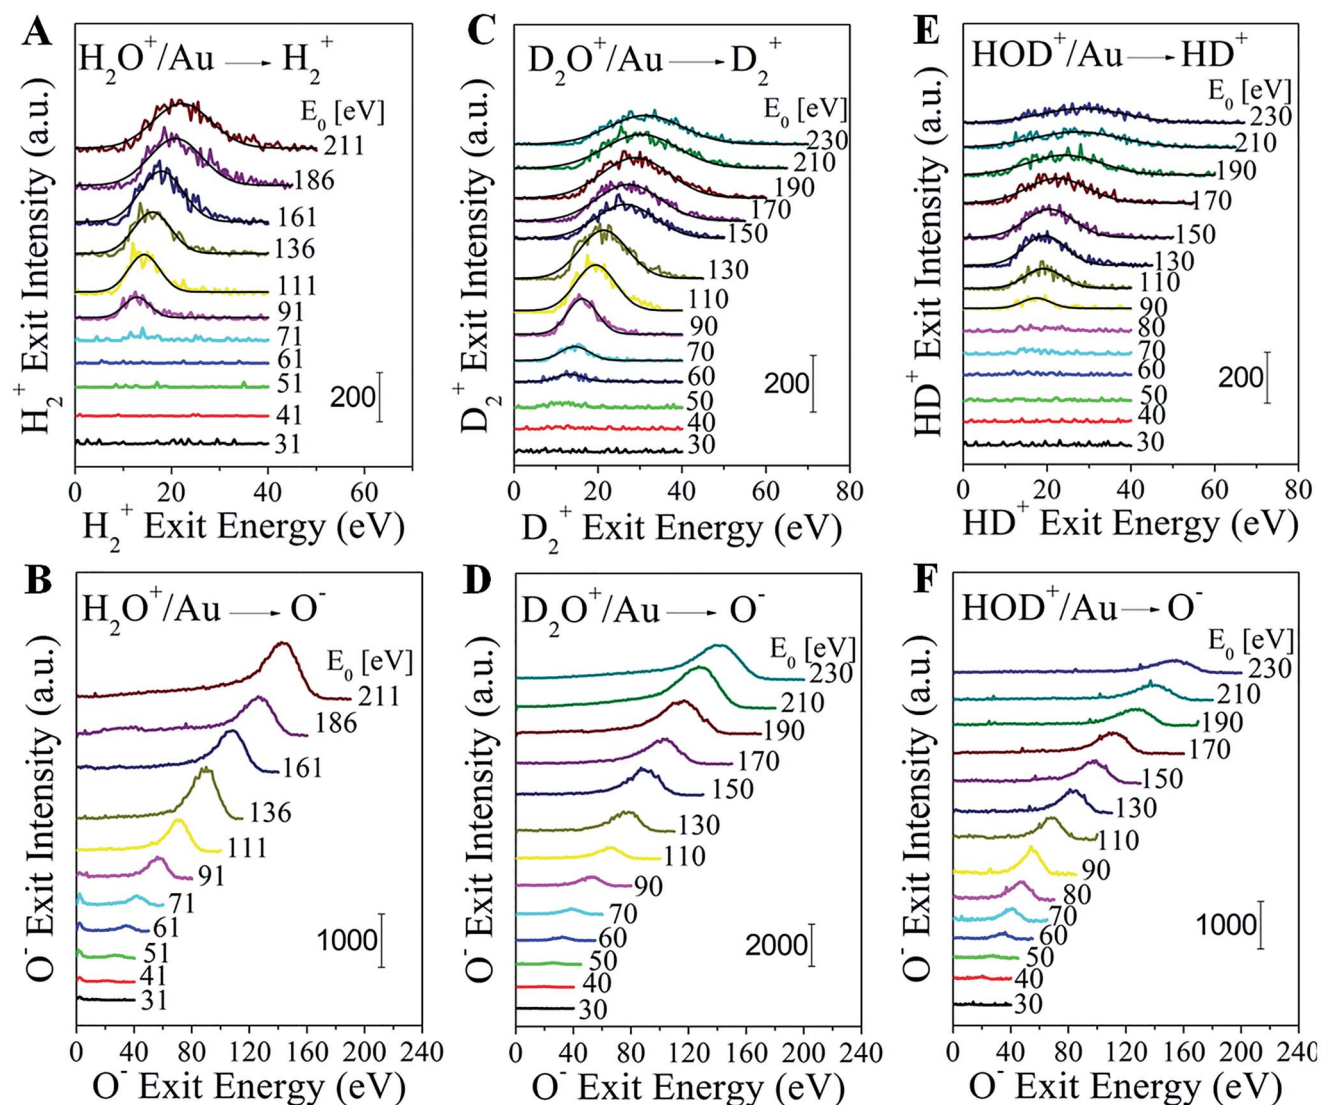 A
H₂O⁺/Au → H₂⁺
E₀ [eV]
211
186
161
136
111
91
71
61
51
41
31
200
H₂⁺ Exit Intensity (a.u.)
0 20 40 60
H₂⁺ Exit Energy (eV)
C
D₂O⁺/Au → D₂⁺
E₀ [eV]
230
210
190
170
150
130
110
90
70
60
50
40
30
200
D₂⁺ Exit Intensity (a.u.)
0 20 40 60 80
D₂⁺ Exit Energy (eV)
E
HOD⁺/Au → HD⁺
E₀ [eV]
230
210
190
170
150
130
110
90
80
70
60
50
40
30
200
HD⁺ Exit Intensity (a.u.)
0 20 40 60 80
HD⁺ Exit Energy (eV)
B
H₂O⁺/Au → O⁻
E₀ [eV]
211
186
161
136
111
91
71
61
51
41
31
1000
O⁻ Exit Intensity (a.u.)
0 40 80 120 160 200 240
O⁻ Exit Energy (eV)
D
D₂O⁺/Au → O⁻
E₀ [eV]
230
210
190
170
150
130
110
90
70
60
50
40
30
2000
O⁻ Exit Intensity (a.u.)
0 40 80 120 160 200 240
O⁻ Exit Energy (eV)
F
HOD⁺/Au → O⁻
E₀ [eV]
230
210
190
170
150
130
110
90
80
70
60
50
40
30
1000
O⁻ Exit Intensity (a.u.)
0 40 80 120 160 200 240
O⁻ Exit Energy (eV)